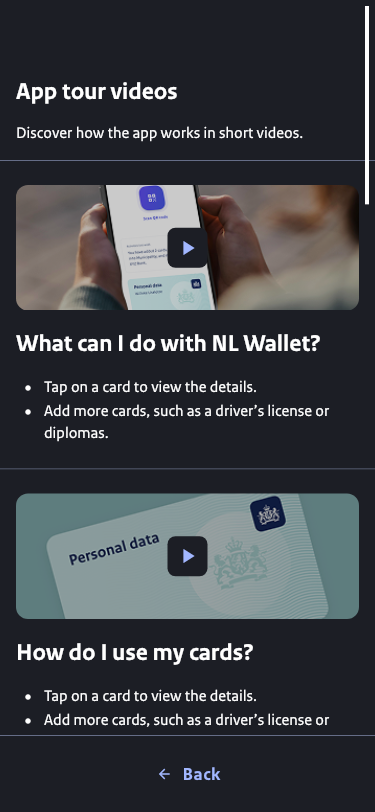 App tour videos
Discover how the app works in short videos.
Scan QR code
Personal data
What can I do with NL Wallet?
• Tap on a card to view the details.
• Add more cards, such as a driver's license or
diplomas.
Personal data
How do I use my cards?
• Tap on a card to view the details.
• Add more cards, such as a driver's license or
← Back